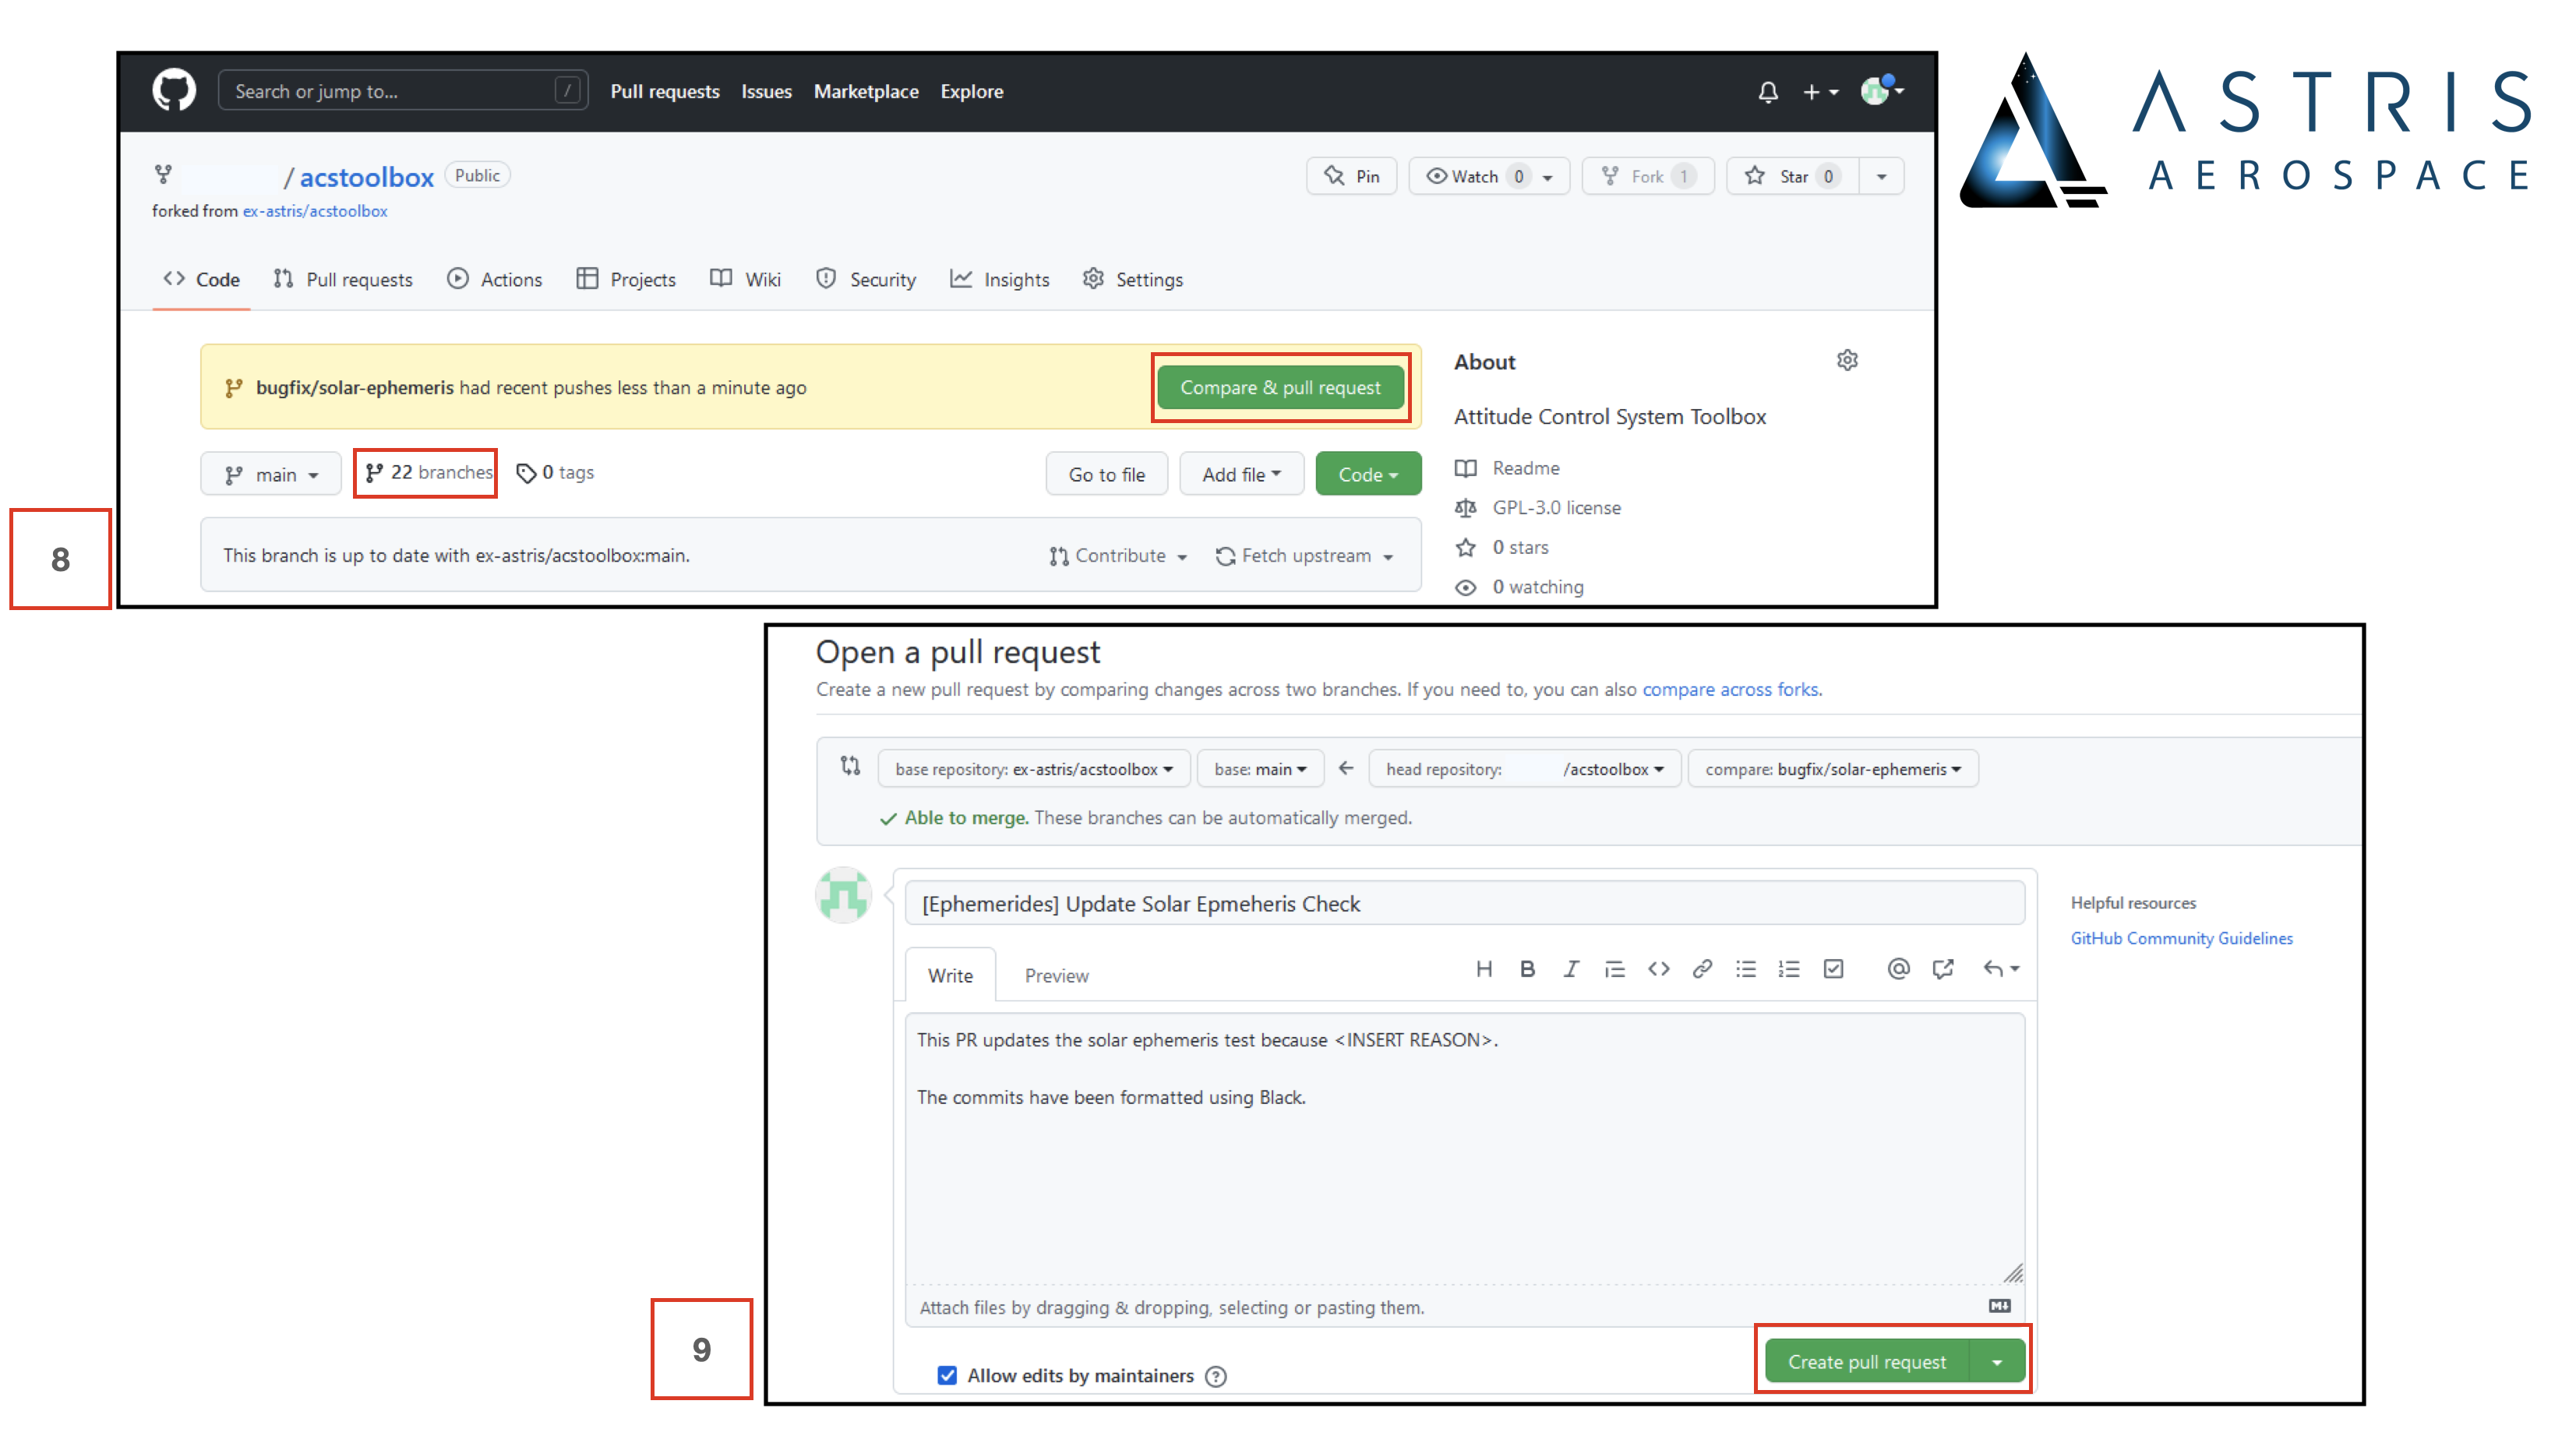 Search or jump to... /
Pull requests Issues Marketplace Explore
ASTRIS
AEROSPACE
/ acstoolbox Public
Pin Watch 0 Fork 1 Star 0
forked from ex-astris/acstoolbox
Code Pull requests Actions Projects Wiki Security Insights Settings
bugfix/solar-ephemeris had recent pushes less than a minute ago Compare & pull request
main 22 branches 0 tags Go to file Add file Code
This branch is up to date with ex-astris/acstoolbox:main. Contribute Fetch upstream
About
Attitude Control System Toolbox
Readme
GPL-3.0 license
0 stars
0 watching
8
Open a pull request
Create a new pull request by comparing changes across two branches. If you need to, you can also compare across forks.
base repository: ex-astris/acstoolbox base: main head repository: /acstoolbox compare: bugfix/solar-ephemeris
Able to merge. These branches can be automatically merged.
[Ephemerides] Update Solar Epmeheris Check
Write Preview
This PR updates the solar ephemeris test because <INSERT REASON>.
The commits have been formatted using Black.
Attach files by dragging & dropping, selecting or pasting them.
Allow edits by maintainers
Create pull request
Helpful resources
GitHub Community Guidelines
9